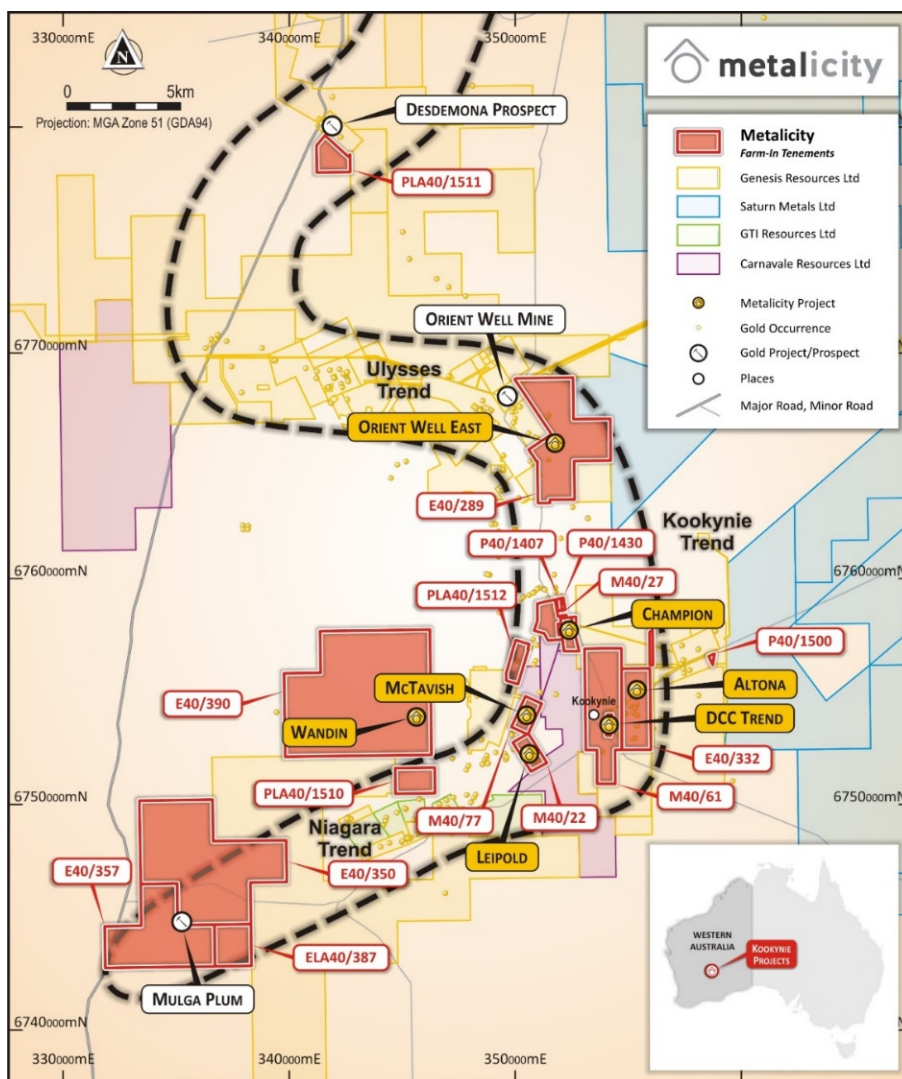 330000mE
340000mE
350000mE
N
0
5km
Projection: MGA Zone 51 (GDA94)
metalicity
Metalicity
Farm-In Tenements
Genesis Resources Ltd
Saturn Metals Ltd
GTI Resources Ltd
Carnavale Resources Ltd
Metalicity Project
Gold Occurrence
Gold Project/Prospect
Places
Major Road, Minor Road
DESDEMONA PROSPECT
PLA40/1511
ORIENT WELL MINE
6770000mN
6770000mN
Ulysses
Trend
ORIENT WELL EAST
E40/289
Kookynie
Trend
P40/1407
P40/1430
6760000mN
6760000mN
M40/27
PLA40/1512
CHAMPION
P40/1500
E40/390
MCTAVISH
Kookynie
ALTONA
WANDIN
DCC TREND
E40/332
PLA40/1510
M40/61
6750000mN
6750000mN
M40/77
M40/22
Niagara
Trend
LEIPOLD
E40/357
E40/350
ELA40/387
MULGA PLUM
WESTERN
AUSTRALIA
KOOKYNIE
PROJECTS
6740000mN
330000mE
340000mE
350000mE